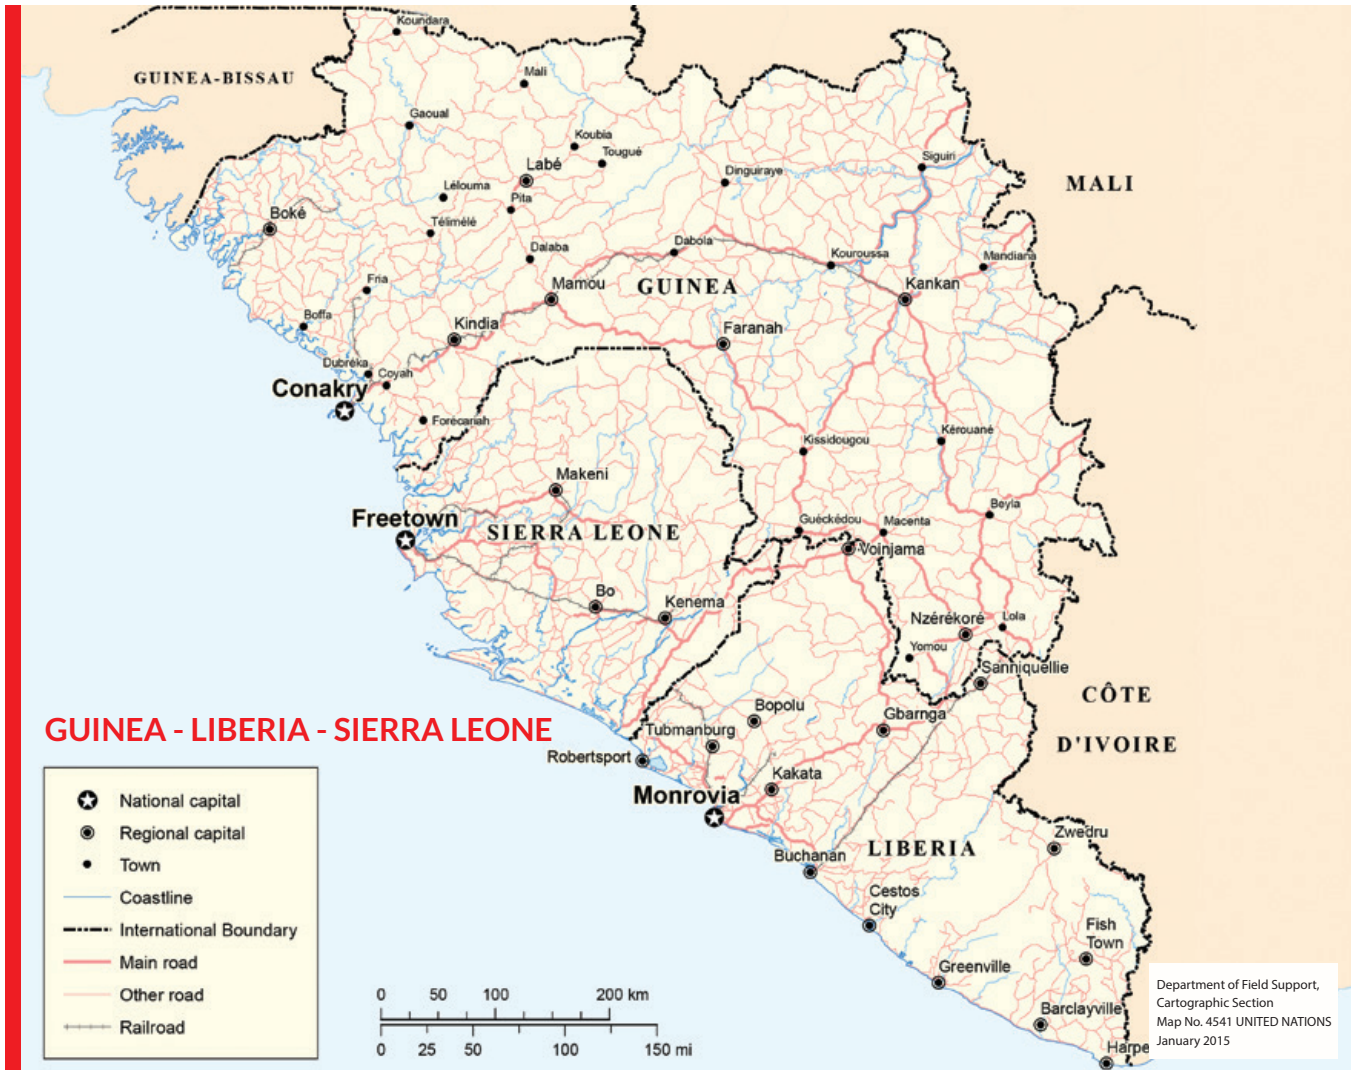 Koundara
GUINEA-BISSAU
Mali
Gaoual
Koubia
Tougué
Labé
Dinguiraye
Siguiri
MALI
Lélouma
Pita
Boké
Télimélé
Dalaba
Dabola
Kouroussa
Mandiana
Fria
Mamou
GUINEA
Kankan
Boffa
Kindia
Faranah
Dubréka
Coyah
Conakry
Forécariah
Kissidougou
Kérouané
Makeni
Beyla
Freetown
SIERRA LEONE
Guéckédou
Macenta
Voinjama
Bo
Kenema
Nzérékoré
Lola
Yomou
Sanniquellie
CÔTE
D'IVOIRE
Bopolu
Gbarnga
GUINEA - LIBERIA - SIERRA LEONE
Tubmanburg
Robertsport
Kakata
Monrovia
Zwedru
Buchanan
LIBERIA
Cestos
City
Fish
Town
Greenville
Barclayville
Harpe
National capital
Regional capital
Town
Coastline
International Boundary
Main road
Other road
Railroad
0 50 100 200 km
0 25 50 100 150 mi
Department of Field Support,
Cartographic Section
Map No. 4541 UNITED NATIONS
January 2015